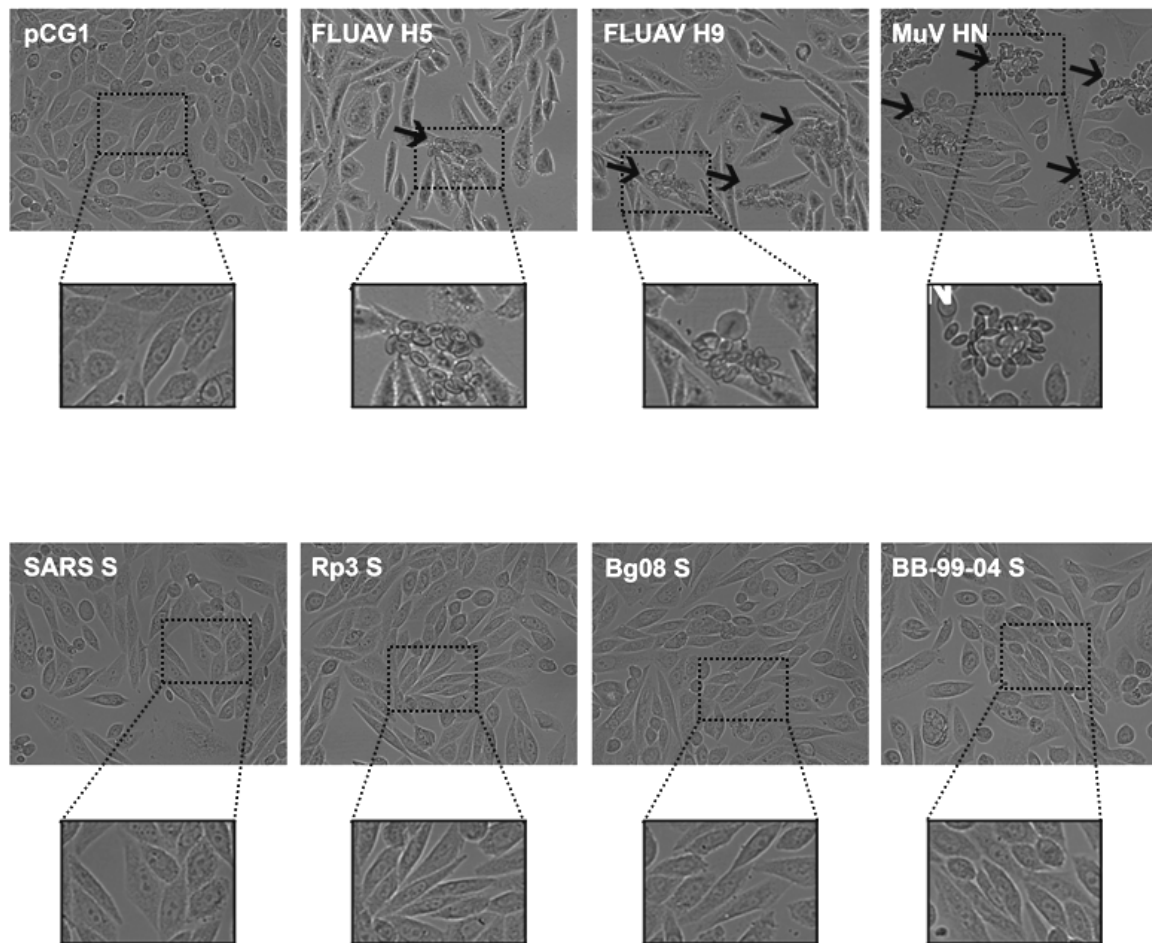 pCG1
FLUAV H5
FLUAV H9
MuV HN
N
SARS S
Rp3 S
Bg08 S
BB-99-04 S